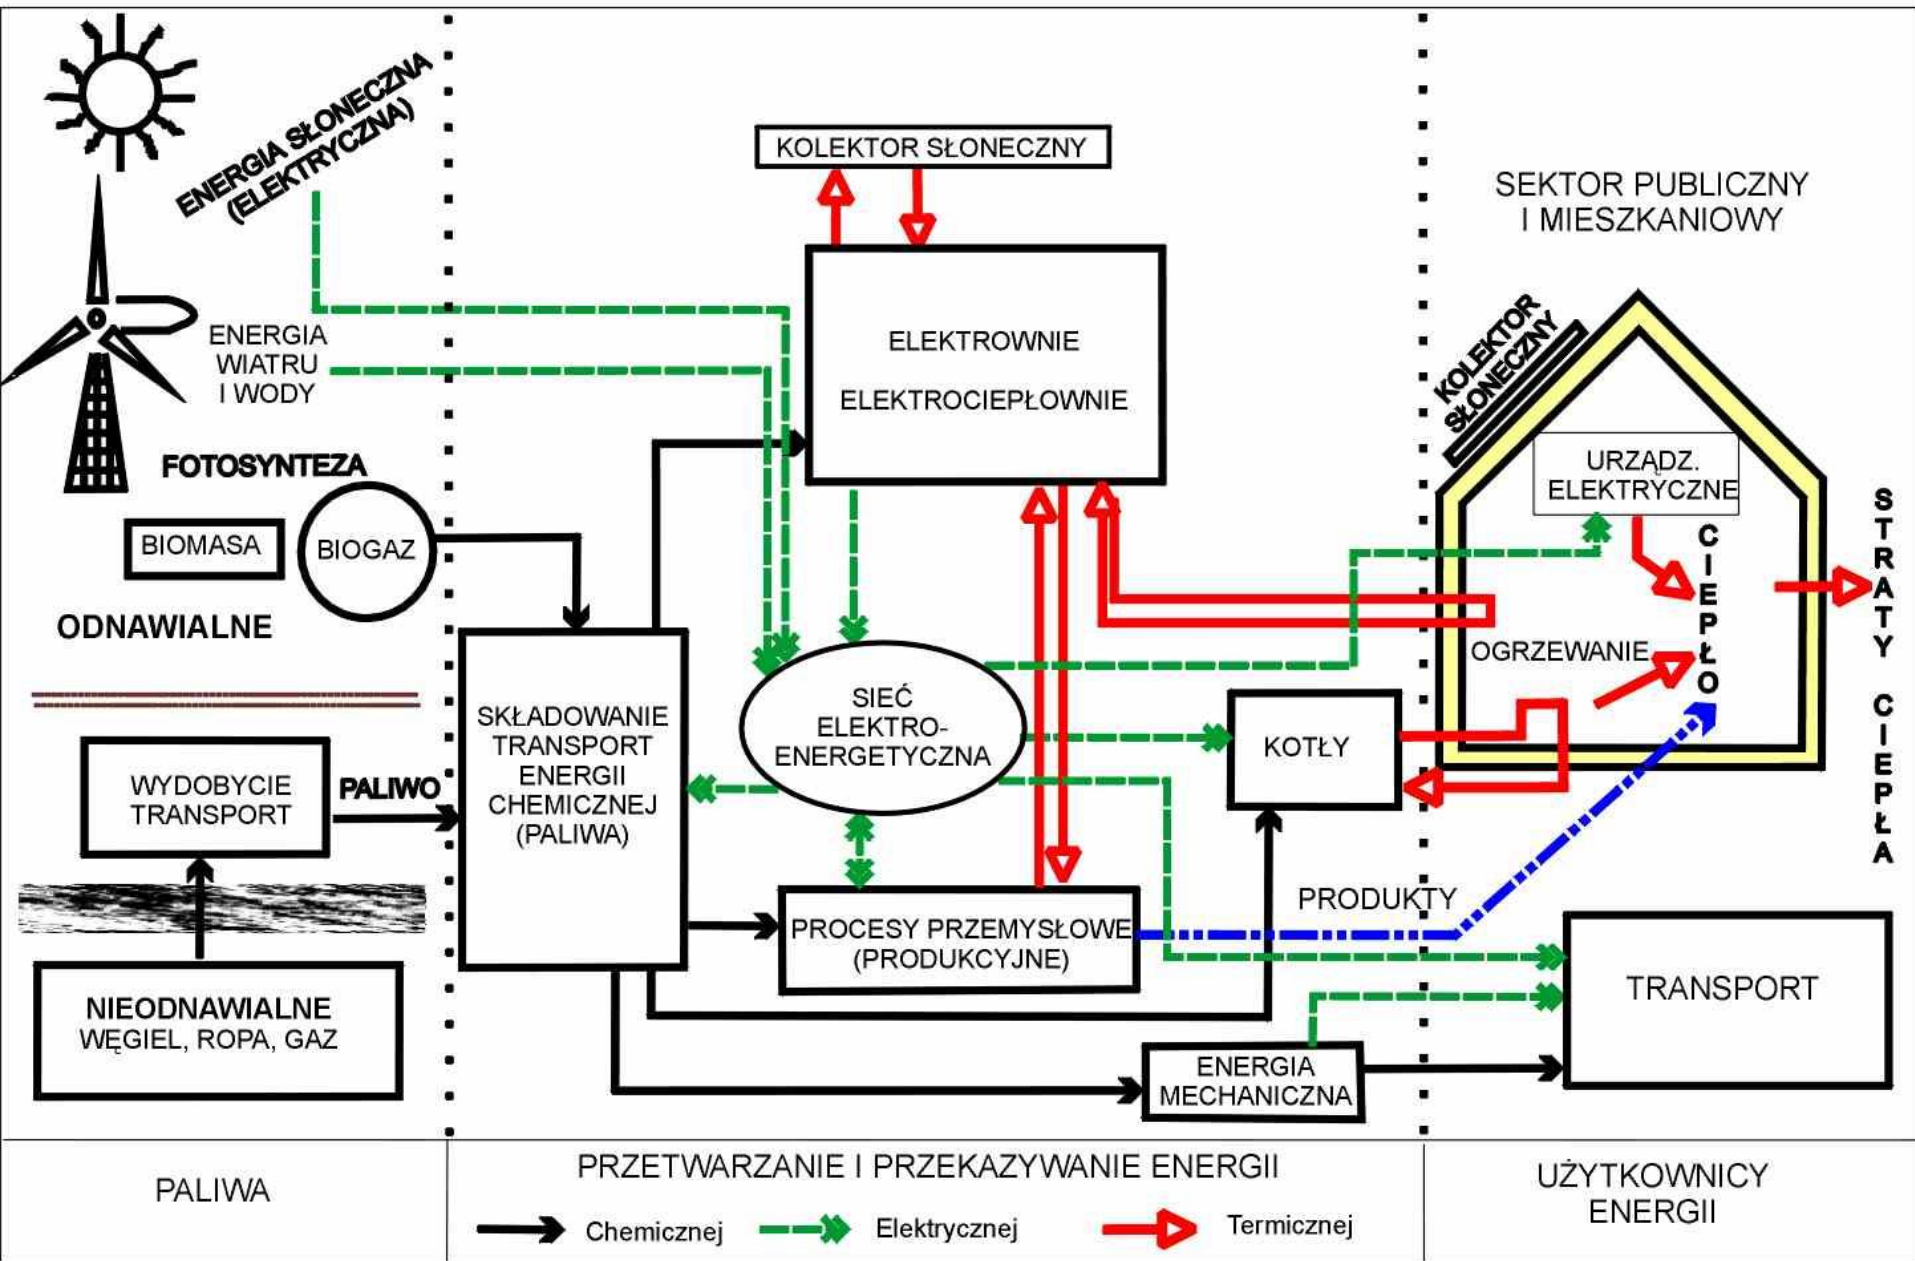 ENERGIA SŁONECZNA
(ELEKTRYCZNA)
ENERGIA
WIATRU
I WODY
FOTOSYNTEZA
BIOMASA
BIOGAZ
ODNAWIALNE
WYDOBYCIE
TRANSPORT
PALIWO
NIEODNAWIALNE
WĘGIEL, ROPA, GAZ
KOLEKTOR SŁONECZNY
ELEKTROWNIE
ELEKTROCIEPŁOWNIE
SKŁADOWANIE
TRANSPORT
ENERGII
CHEMICZNEJ
(PALIWA)
SIEĆ
ELEKTRO-
ENERGETYCZNA
KOTŁY
PROCESY PRZEMYSŁOWE
(PRODUKCYJNE)
PRODUKTY
ENERGIA
MECHANICZNA
SEKTOR PUBLICZNY
I MIESZKANIOWY
KOLEKTOR
SŁONECZNY
URZĄDZ.
ELEKTRYCZNE
CIEPŁO
OGRZEWANIE
STRATY CIEPŁA
TRANSPORT
PALIWA
PRZETWARZANIE I PRZEKAZYWANIE ENERGII
Chemicznej
Elektrycznej
Termicznej
UŻYTKOWNICY
ENERGII